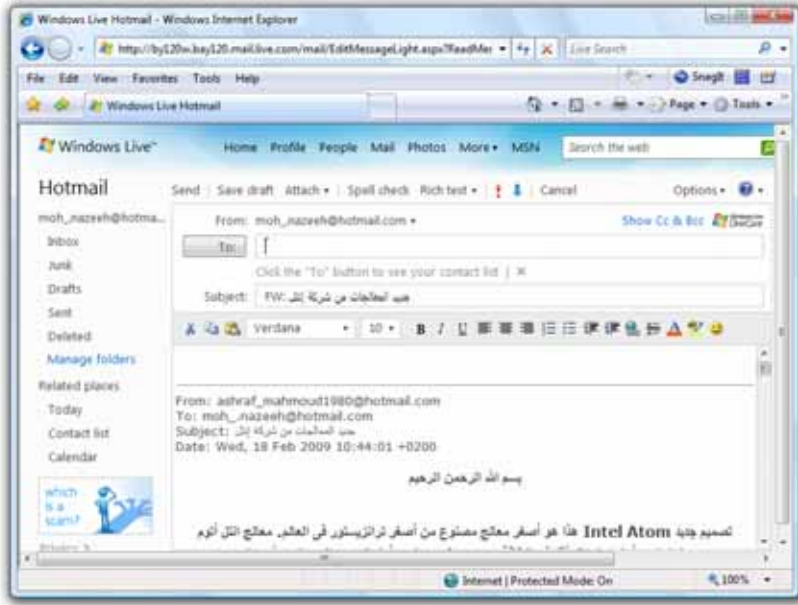 Windows Live Hotmail - Windows Internet Explorer
http://by120w.bay120.mail.live.com/mail/EditMessageLight.aspx?ReadMes
Live Search
File Edit View Favorites Tools Help
SnagIt
Windows Live Hotmail
Page Tools
Windows Live™
Home Profile People Mail Photos More MSN
Search the web
Hotmail
Send Save draft Attach Spell check Rich text Cancel Options
moh_nazeeh@hotma...
From: moh_nazeeh@hotmail.com
Show Cc & Bcc
Inbox
To:
Junk
Click the "To" button to see your contact list
Drafts
Sent
Subject: FW: جديد المعالجات من شركة إنتل
Deleted
Verdana 10 B I U
Manage folders
Related places
Today
Contact list
Calendar
From: ashraf_mahmoud1980@hotmail.com
To: moh_nazeeh@hotmail.com
Subject: جديد المعالجات من شركة إنتل
Date: Wed, 18 Feb 2009 10:44:01 +0200
بسم الله الرحمن الرحيم
which
is a
scam?
تصميم جديد Intel Atom هذا هو أصغر معالج مصنوع من أصغر ترانزيستور فى العالم. معالج انتل أتوم
Internet | Protected Mode: On
100%